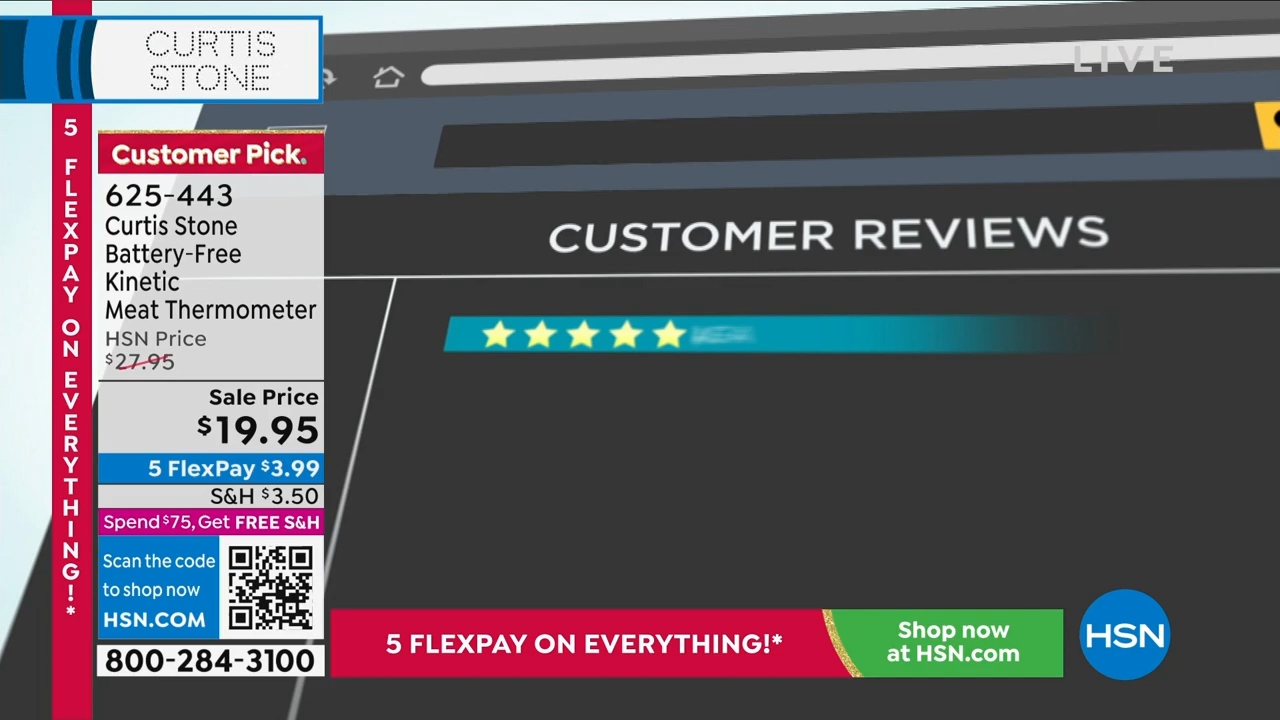 CURTIS
STONE
LIVE
5 FLEXPAY ON EVERYTHING!*
Customer Pick.
625-443
Curtis Stone
Battery-Free
Kinetic
Meat Thermometer
HSN Price
$27.95
Sale Price
$19.95
5 FlexPay $3.99
S&H $3.50
Spend $75, Get FREE S&H
Scan the code
to shop now
HSN.COM
800-284-3100
CUSTOMER REVIEWS
5 FLEXPAY ON EVERYTHING!*
Shop now
at HSN.com
HSN